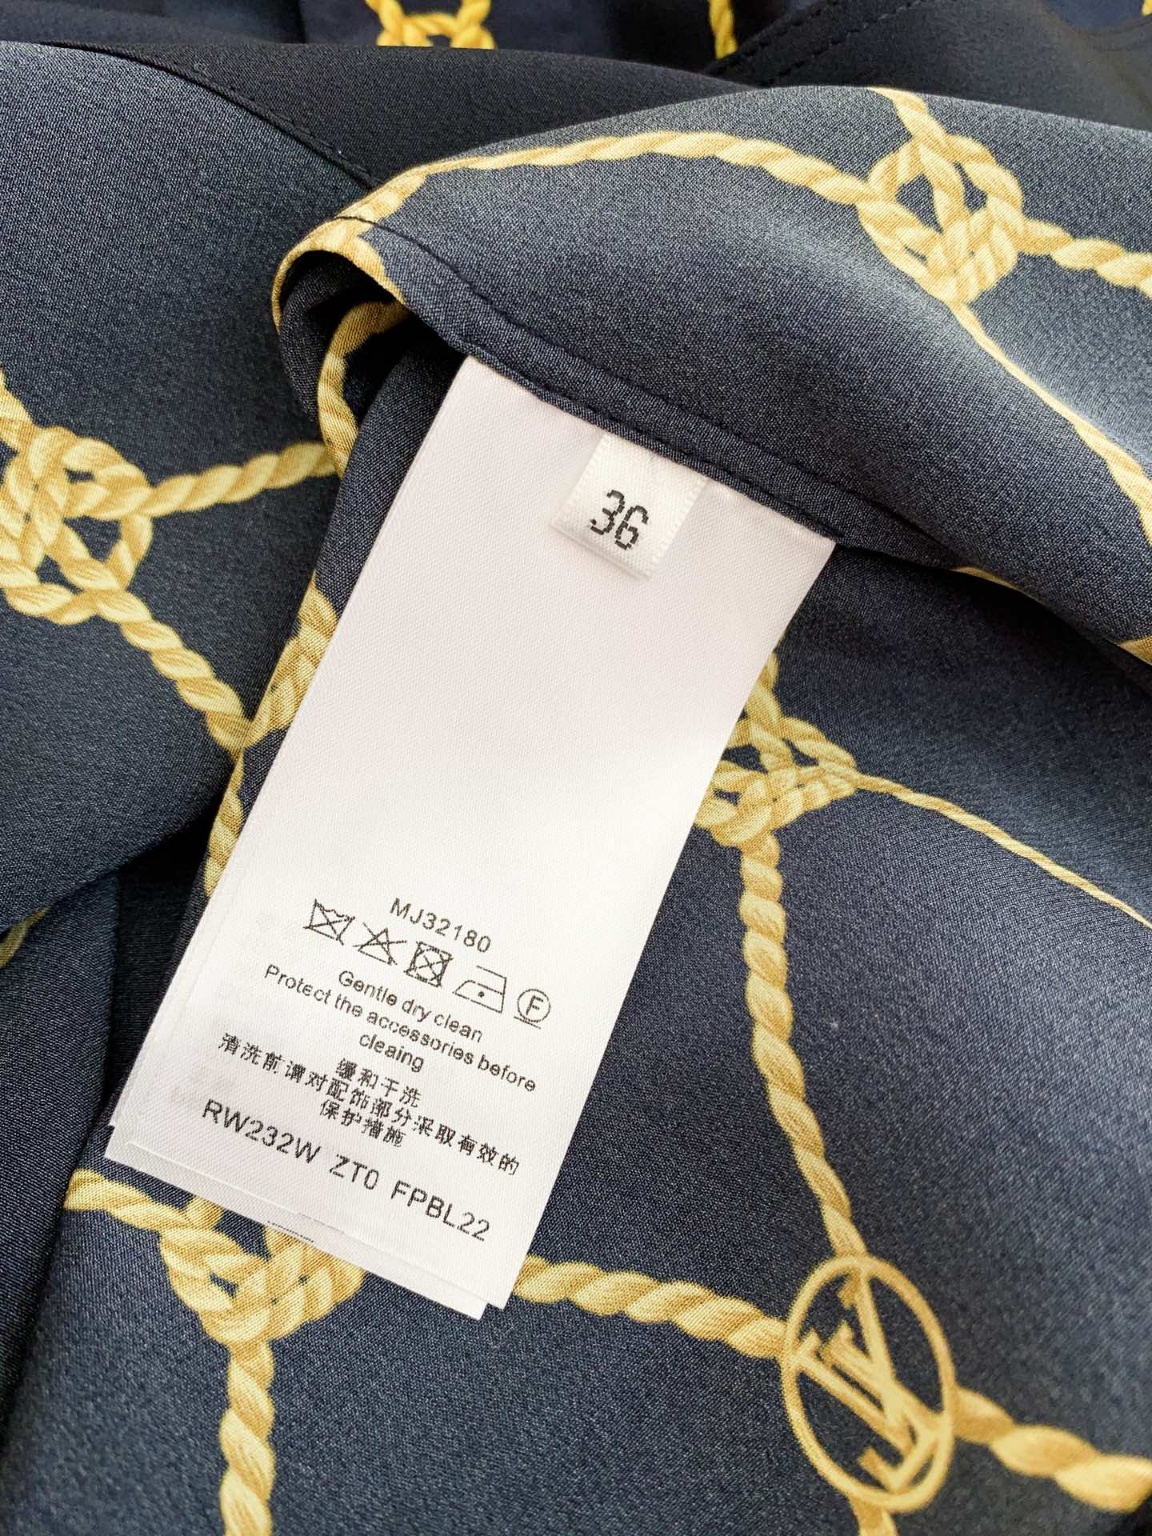 36
MJ32180
F
Gentle dry clean
Protect the accessories before
cleaing
缓和干洗
清洗前请对配饰部分采取有效的
保护措施
RW232W ZT0 FPBL22
LV